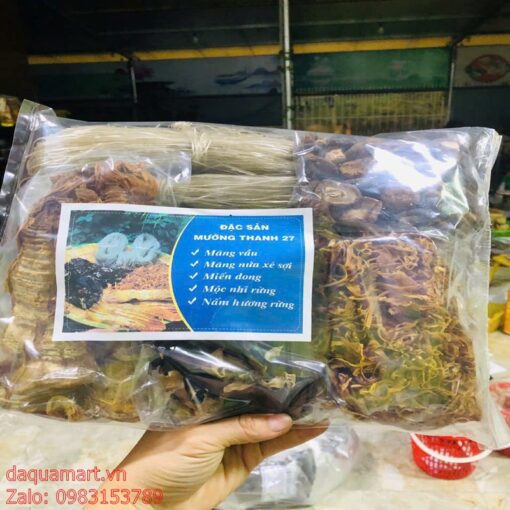 ĐẶC SẢN
MƯỜNG THANH 27
✓ Măng vầu
✓ Măng nứa xé sợi
✓ Miến dong
✓ Mộc nhĩ rừng
✓ Nấm hương rừng
daquamart.vn
Zalo: 0983153789